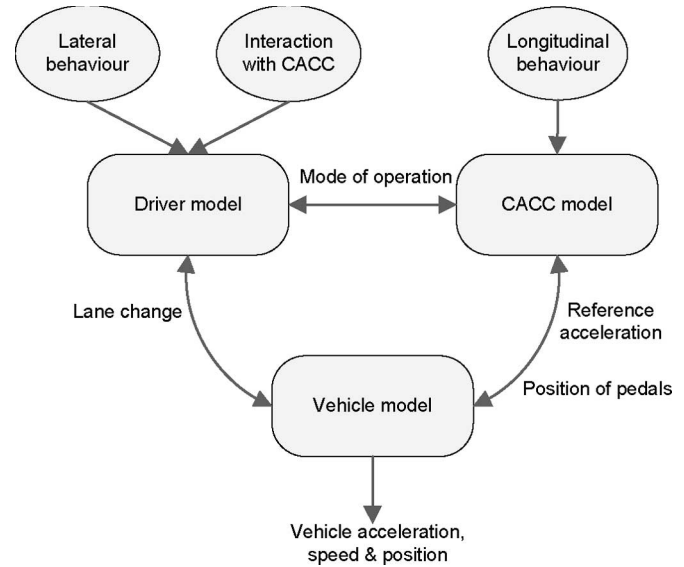 Lateral
behaviour
Interaction
with CACC
Longitudinal
behaviour
Mode of operation
Driver model
CACC model
Lane change
Reference
acceleration
Position of pedals
Vehicle model
Vehicle acceleration,
speed & position